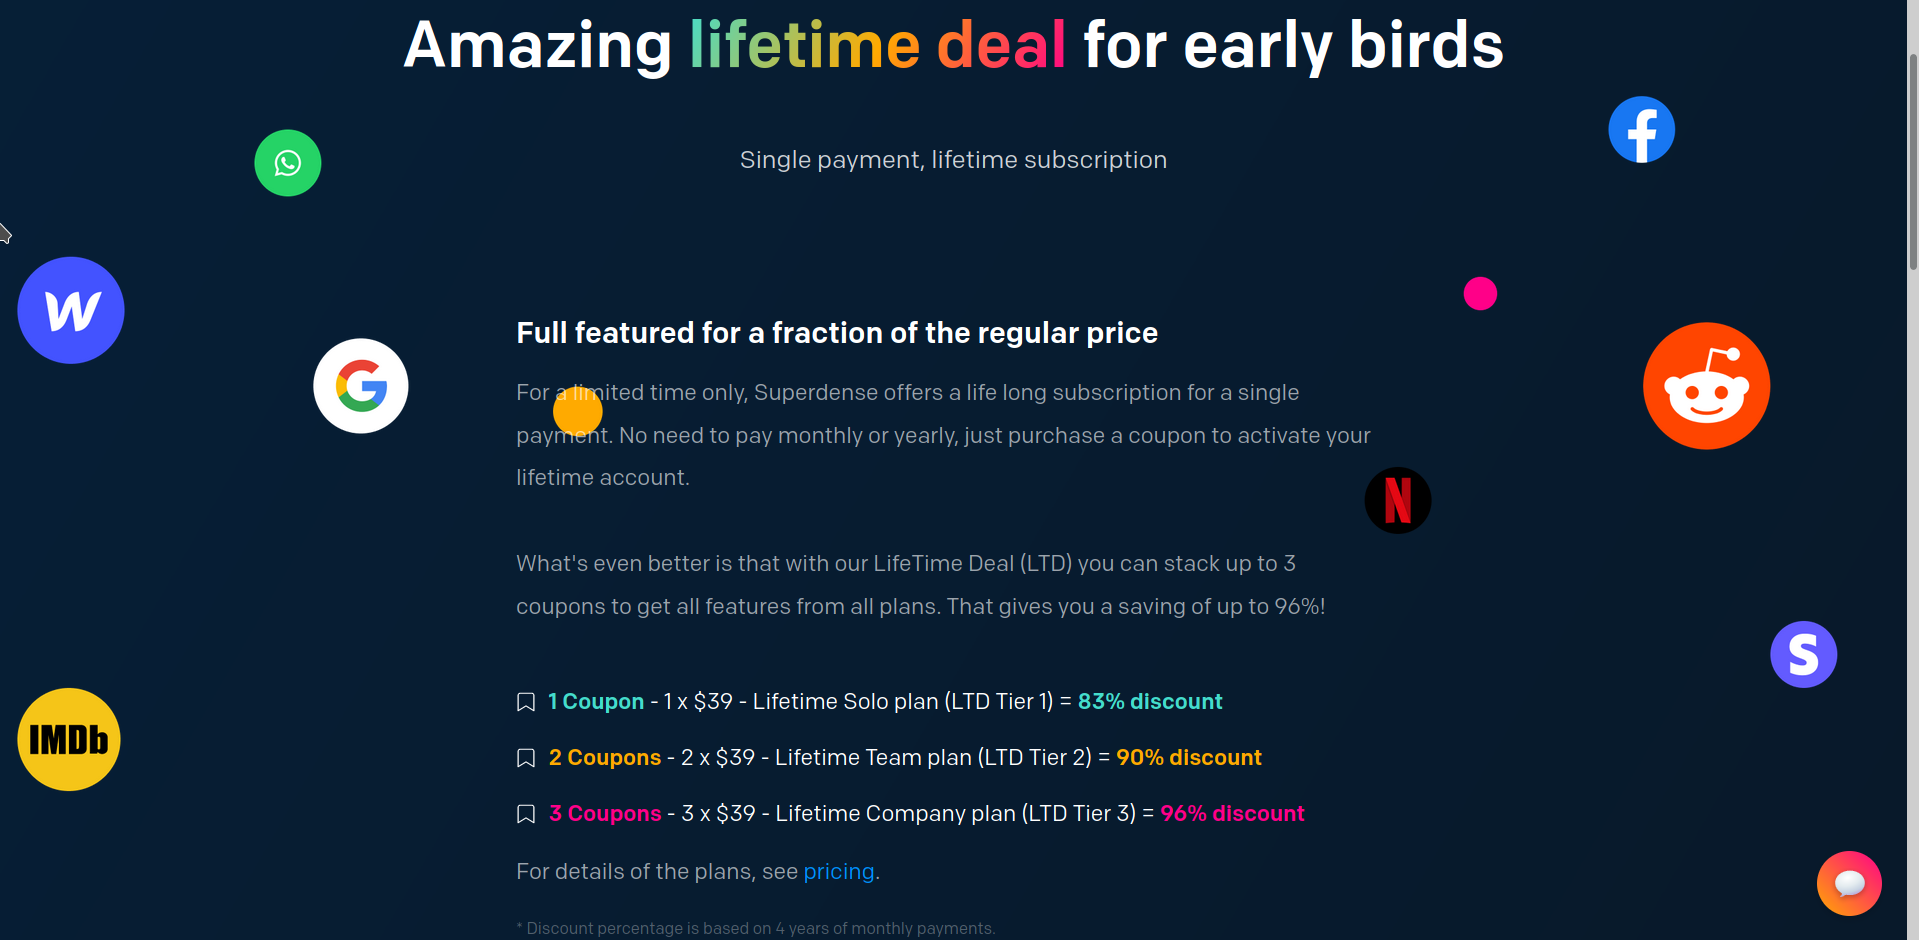 Amazing lifetime deal for early birds
Single payment, lifetime subscription
Full featured for a fraction of the regular price
For a limited time only, Superdense offers a life long subscription for a single
payment. No need to pay monthly or yearly, just purchase a coupon to activate your
lifetime account.
What's even better is that with our LifeTime Deal (LTD) you can stack up to 3
coupons to get all features from all plans. That gives you a saving of up to 96%!
1 Coupon - 1 x $39 - Lifetime Solo plan (LTD Tier 1) = 83% discount
2 Coupons - 2 x $39 - Lifetime Team plan (LTD Tier 2) = 90% discount
3 Coupons - 3 x $39 - Lifetime Company plan (LTD Tier 3) = 96% discount
For details of the plans, see pricing.
* Discount percentage is based on 4 years of monthly payments.
W
G
f
N
S
IMDb